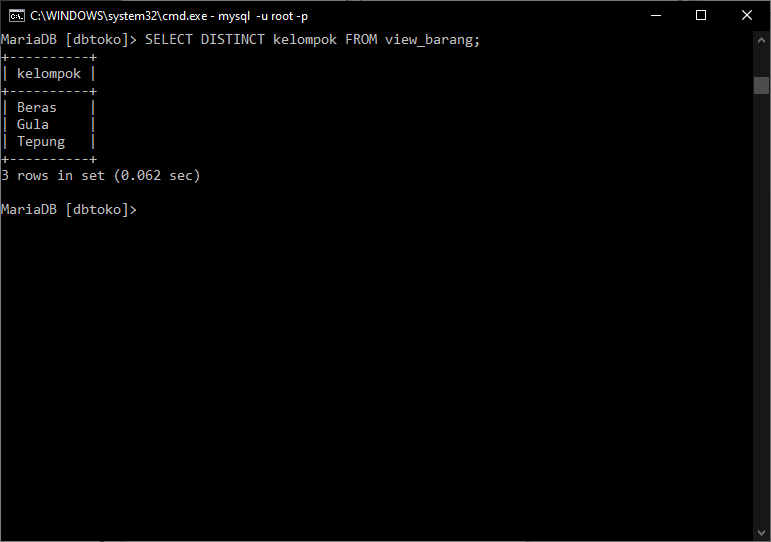 C:\WINDOWS\system32\cmd.exe - mysql  -u root -p
MariaDB [dbtoko]> SELECT DISTINCT kelompok FROM view_barang;
+----------+
| kelompok |
+----------+
| Beras    |
| Gula     |
| Tepung   |
+----------+
3 rows in set (0.062 sec)

MariaDB [dbtoko]>